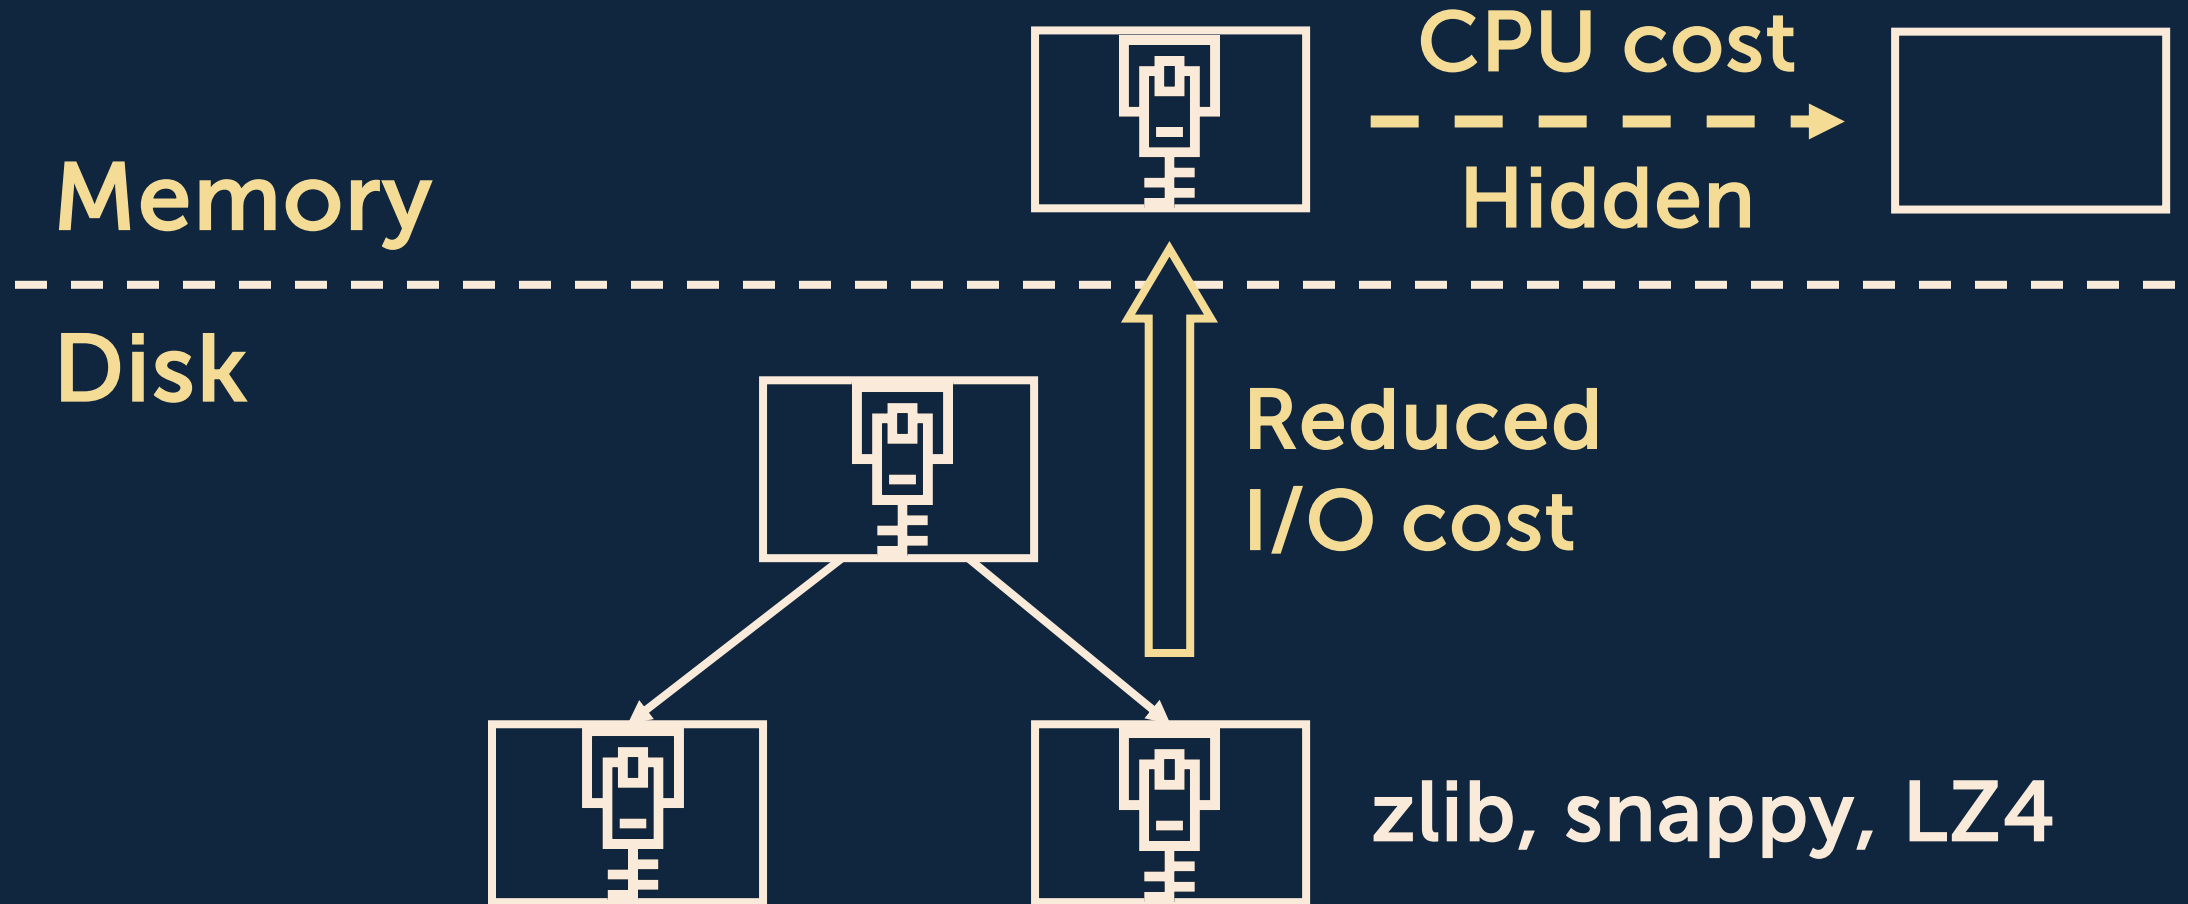 CPU cost
Hidden
Memory
Disk
Reduced
I/O cost
zlib, snappy, LZ4